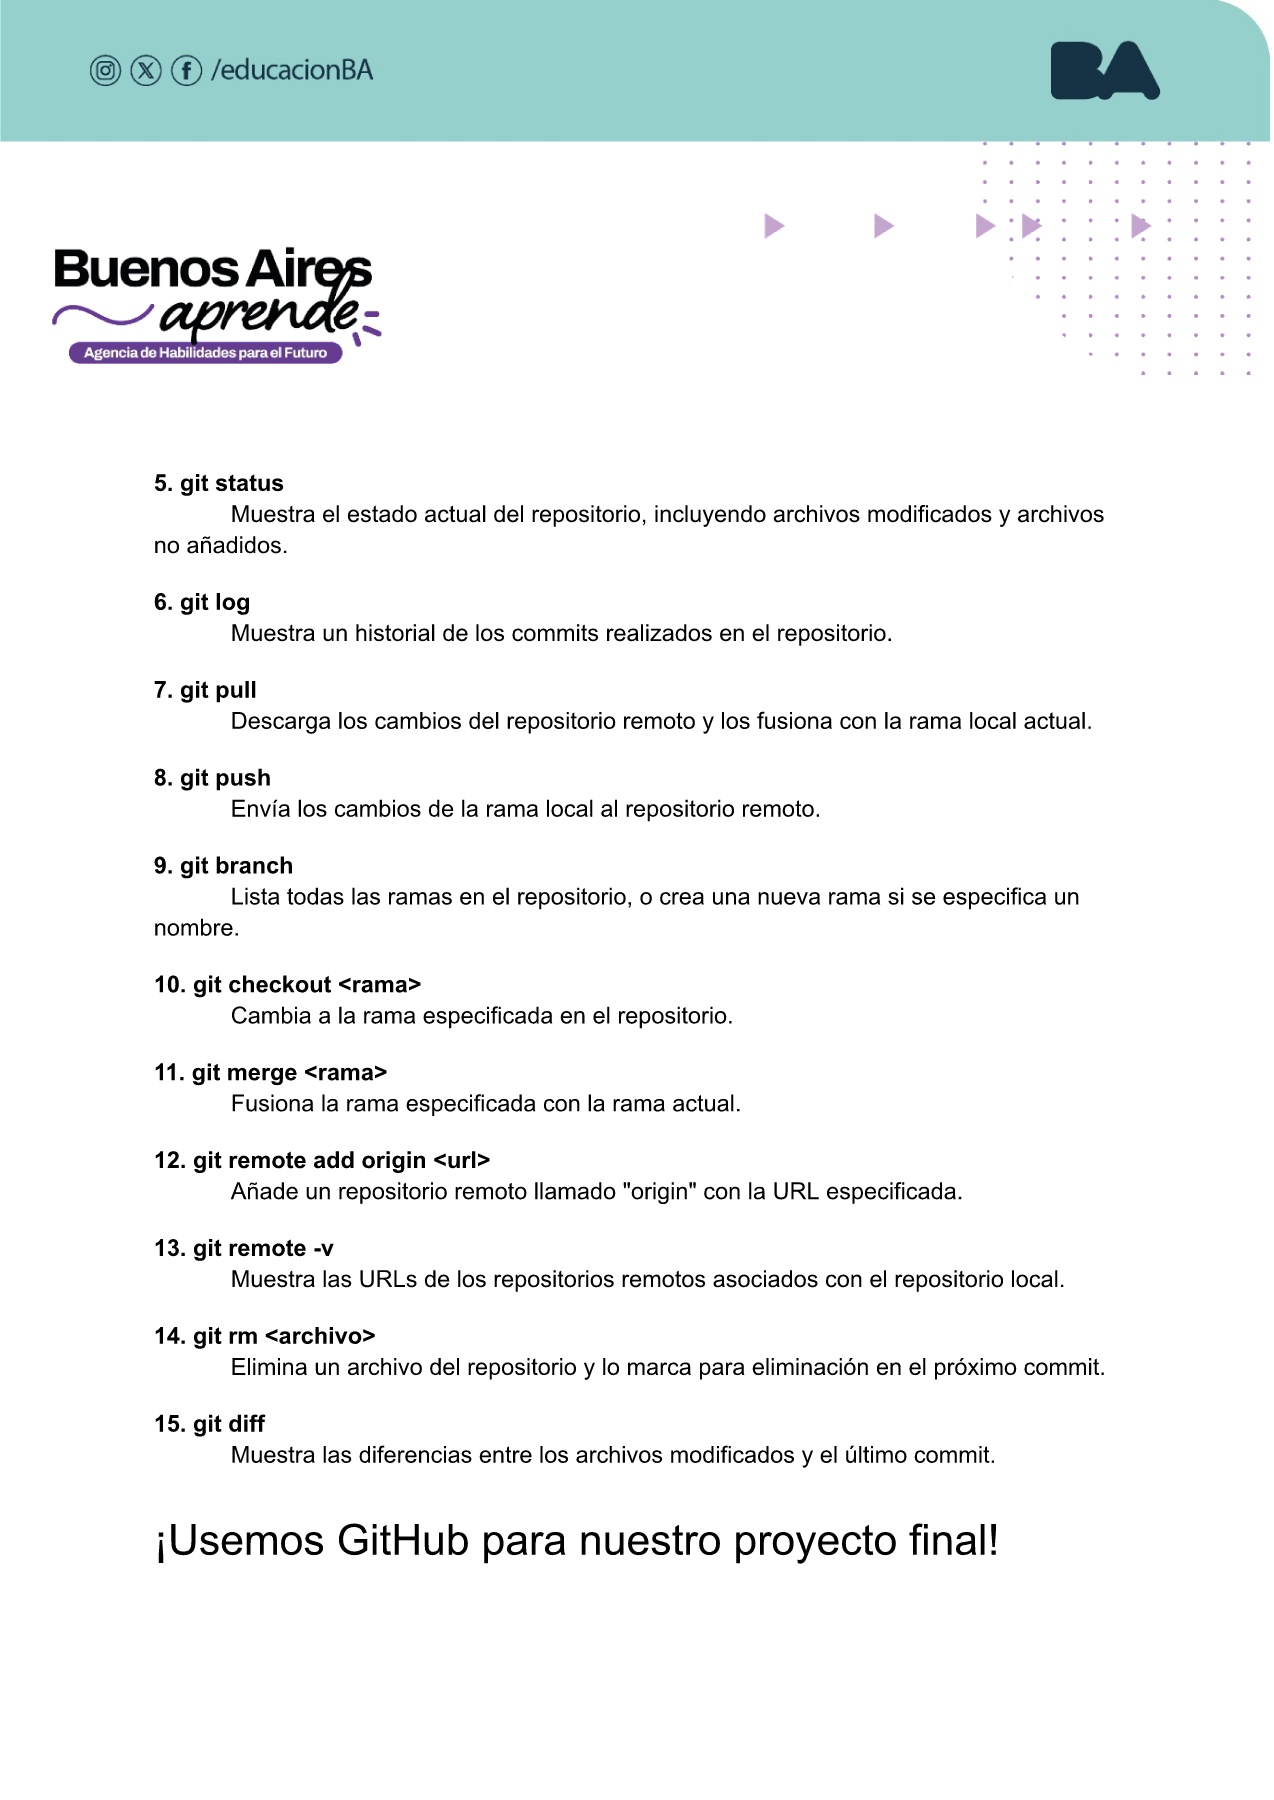 /educacionBA
BA
Buenos Aires
aprende
Agencia de Habilidades para el Futuro
5. git status
Muestra el estado actual del repositorio, incluyendo archivos modificados y archivos
no añadidos.
6. git log
Muestra un historial de los commits realizados en el repositorio.
7. git pull
Descarga los cambios del repositorio remoto y los fusiona con la rama local actual.
8. git push
Envía los cambios de la rama local al repositorio remoto.
9. git branch
Lista todas las ramas en el repositorio, o crea una nueva rama si se especifica un
nombre.
10. git checkout <rama>
Cambia a la rama especificada en el repositorio.
11. git merge <rama>
Fusiona la rama especificada con la rama actual.
12. git remote add origin <url>
Añade un repositorio remoto llamado "origin" con la URL especificada.
13. git remote -v
Muestra las URLs de los repositorios remotos asociados con el repositorio local.
14. git rm <archivo>
Elimina un archivo del repositorio y lo marca para eliminación en el próximo commit.
15. git diff
Muestra las diferencias entre los archivos modificados y el último commit.
¡Usemos GitHub para nuestro proyecto final!